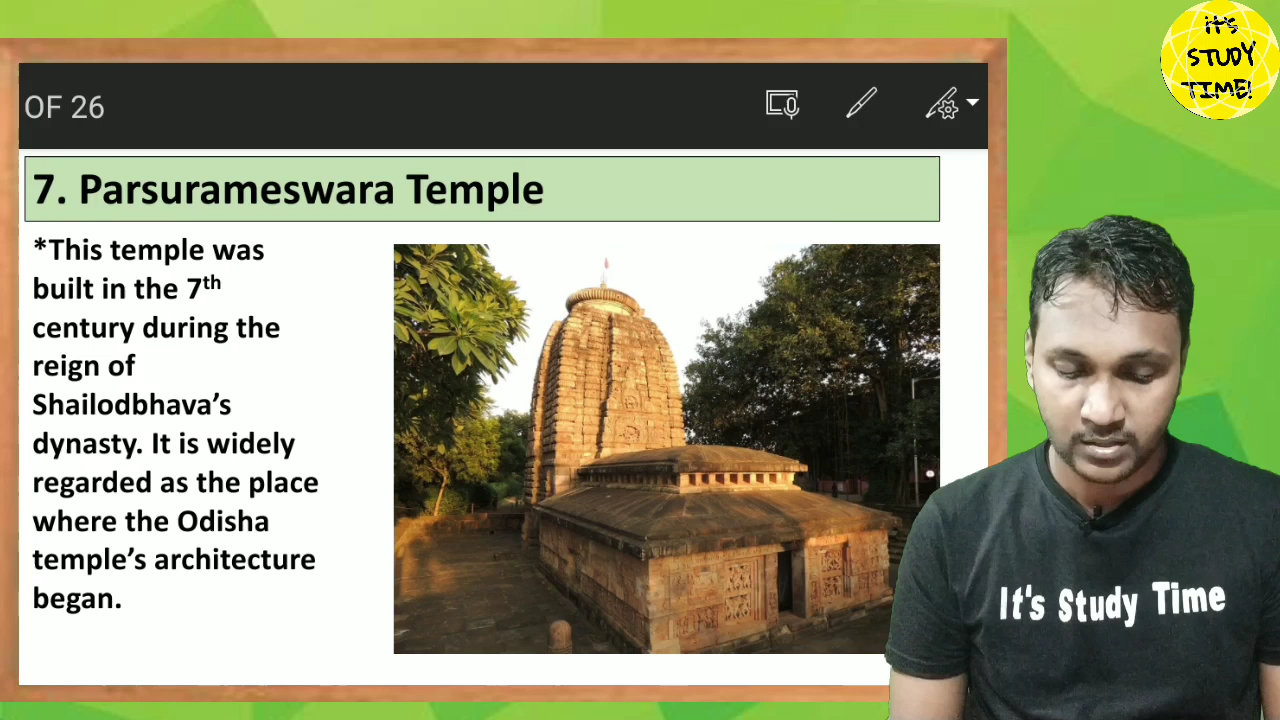 OF 26
7. Parsurameswara Temple
*This temple was
built in the 7th
century during the
reign of
Shailodbhava’s
dynasty. It is widely
regarded as the place
where the Odisha
temple’s architecture
began.
It's
STUDY
TIME!
It's Study Time